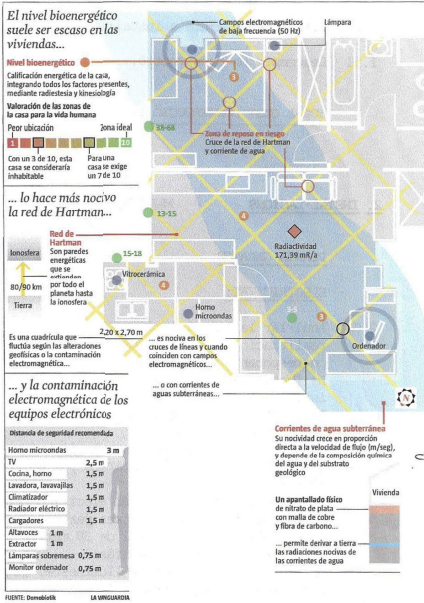 El nivel bioenergético
suele ser escaso en las
viviendas...
Nivel bioenergético
Calificación energética de la casa,
integrando todos los factores presentes,
mediante radiestesia y kinesiología
Valoración de las zonas de
la casa para la vida humana
Peor ubicación
Zona ideal
1
10
Con un 3 de 10, esta
casa se consideraría
inhabitable
Para una
casa se exige
un 7 de 10
Campos electromagnéticos
de baja frecuencia (50 Hz)
Lámpara
3
Zona de reposo en riesgo
Cruce de la red de Hartman
y corriente de agua
... lo hace más nocivo
la red de Hartman...
13-15
4
Red de
Hartman
Son paredes
energéticas
que se
extienden
por todo el
planeta hasta
la ionosfera
Ionosfera
80/90 km
Tierra
15-18
Radiactividad
171,39 mR/a
Vitrocerámica
4
Horno
microondas
3
Ordenador
2,20 x 2,70 m
Es una cuadrícula que
fluctúa según las alteraciones
geofísicas o la contaminación
electromagnética...
... es nociva en los
cruces de líneas y cuando
coinciden con campos
electromagnéticos...
... o con corrientes de
aguas subterráneas...
... y la contaminación
electromagnética de los
equipos electrónicos
Distancia de seguridad recomendada
Horno microondas 3 m
TV 2,5 m
Cocina, horno 1,5 m
Lavadora, lavavajilas 1,5 m
Climatizador 1,5 m
Radiador eléctrico 1,5 m
Cargadores 1,5 m
Altavoces 1 m
Extractor 1 m
Lámparas sobremesa 0,75 m
Monitor ordenador 0,75 m
N
Corrientes de agua subterránea
Su nocividad crece en proporción
directa a la velocidad de flujo (m/seg),
y depende de la composición química
del agua y del substrato
geológico
Un apantallado físico
de nitrato de plata
con malla de cobre
y fibra de carbono...
Vivienda
... permite derivar a tierra
las radiaciones nocivas de
las corrientes de agua
FUENTE: Domobiotik
LA VANGUARDIA